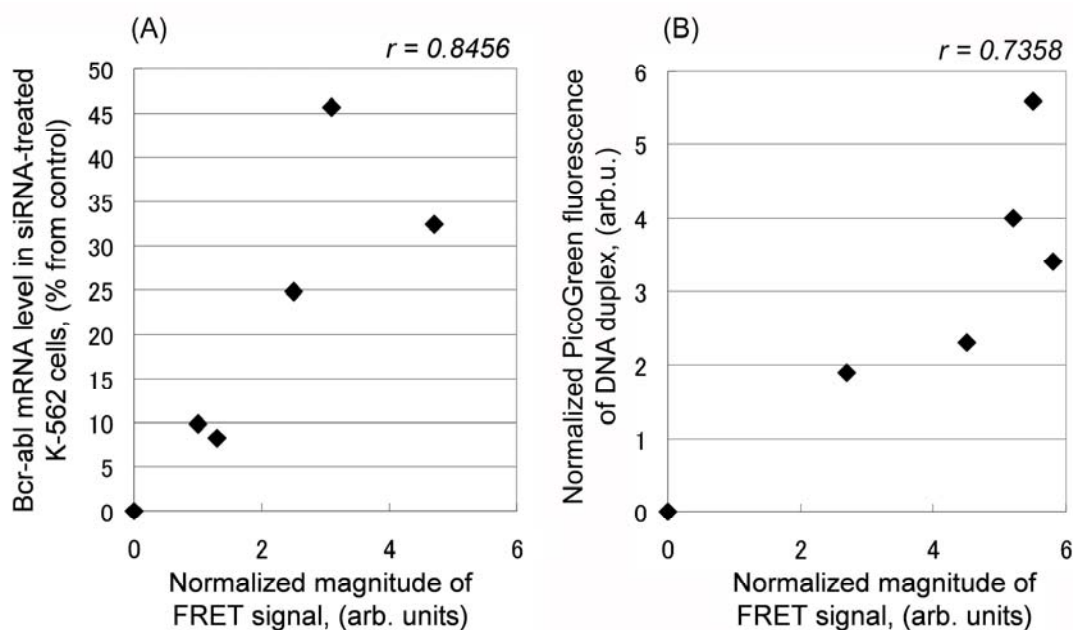 (A)
r = 0.8456
Bcr-abl mRNA level in siRNA-treated
K-562 cells, (% from control)
50
45
40
35
30
25
20
15
10
5
0
0 2 4 6
Normalized magnitude of
FRET signal, (arb. units)
(B)
r = 0.7358
Normalized PicoGreen fluorescence
of DNA duplex, (arb.u.)
6
5
4
3
2
1
0
0 2 4 6
Normalized magnitude of
FRET signal, (arb. units)